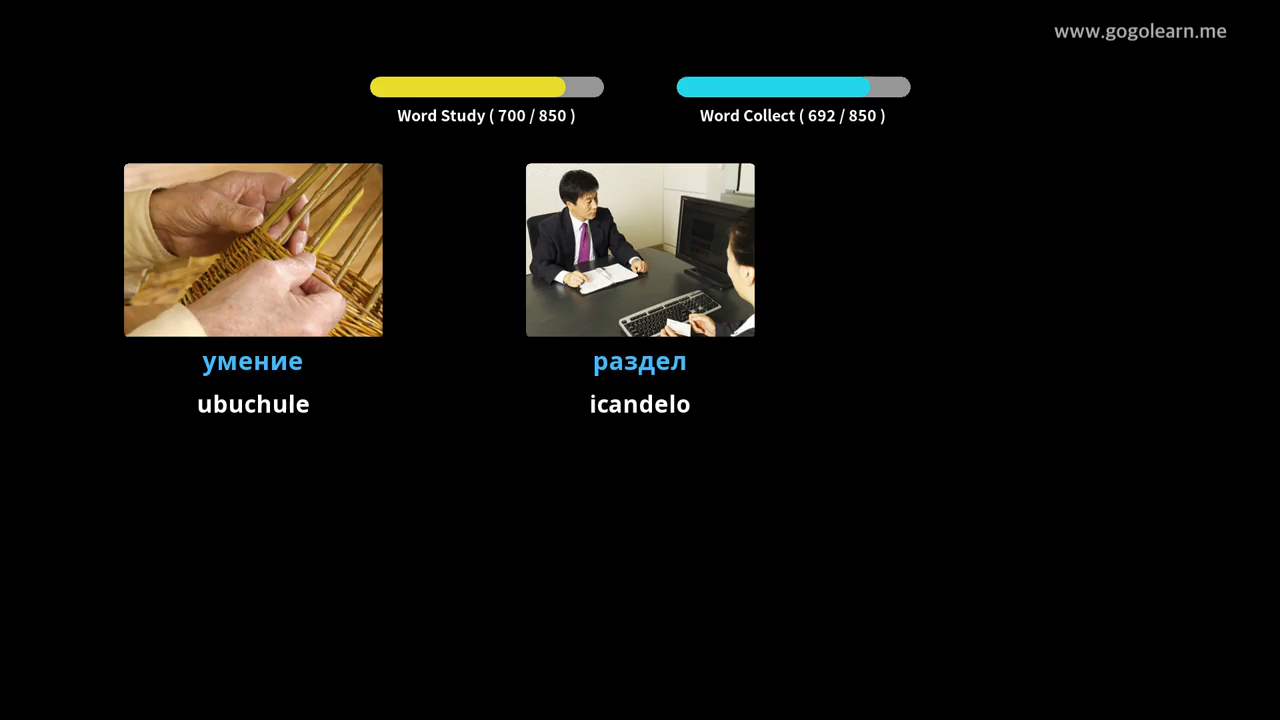 www.gogolearn.me
Word Study ( 700 / 850 )
Word Collect ( 692 / 850 )
умение
ubuchule
раздел
icandelo